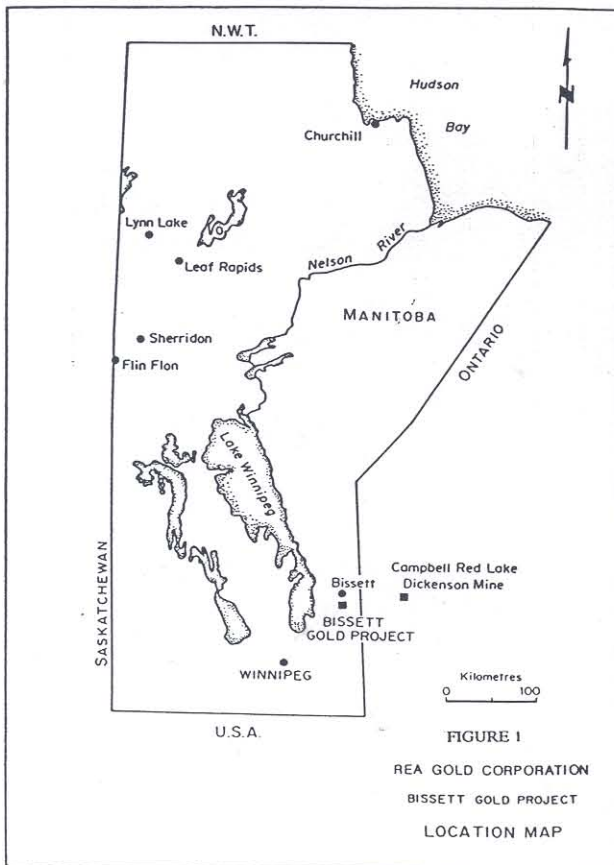 N.W.T.
Hudson
Bay
N
Churchill
Lynn Lake
Leaf Rapids
Nelson River
MANITOBA
Sherridon
Flin Flon
ONTARIO
Lake Winnipeg
SASKATCHEWAN
Campbell Red Lake
Dickenson Mine
Bissett
BISSETT
GOLD PROJECT
WINNIPEG
Kilometres
0 100
U.S.A.
FIGURE 1
REA GOLD CORPORATION
BISSETT GOLD PROJECT
LOCATION MAP